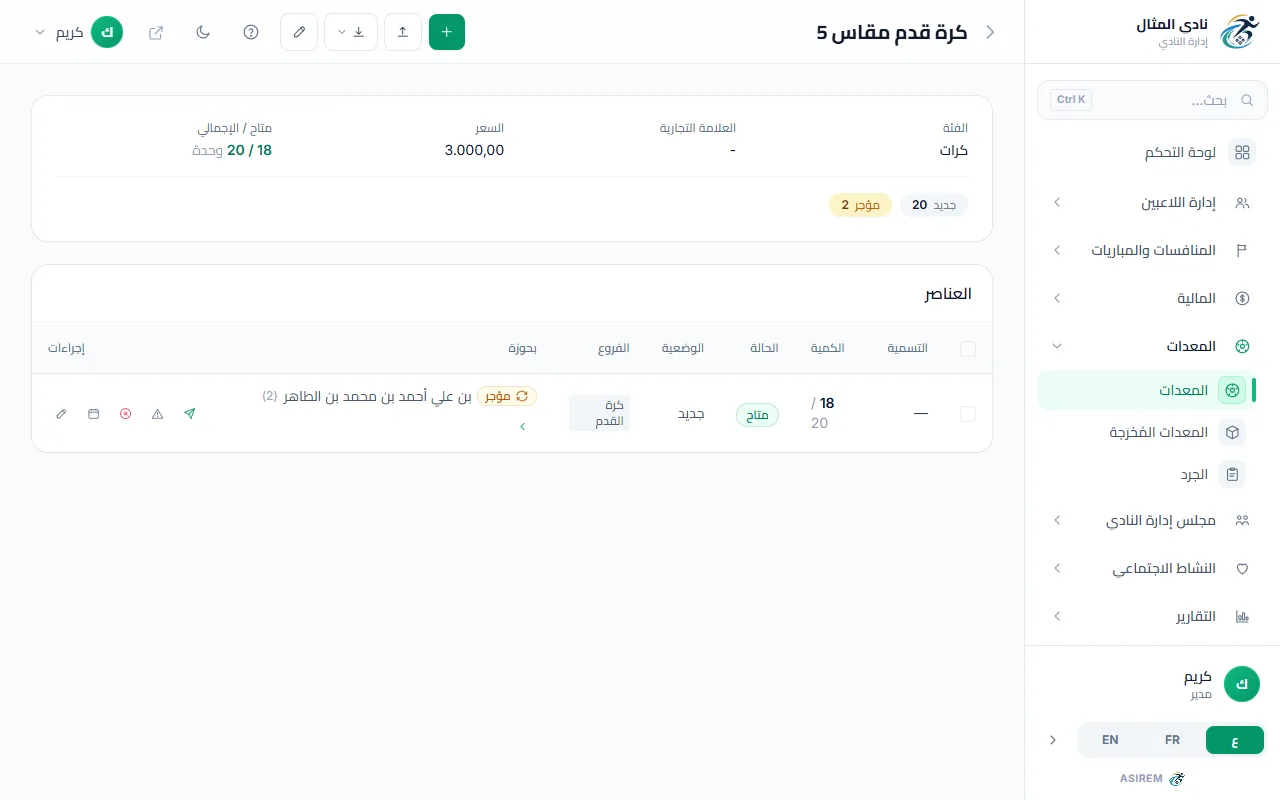 نادي المثال
إدارة النادي
بحث...
Ctrl K
لوحة التحكم
إدارة اللاعبين
المنافسات والمباريات
المالية
المعدات
المعدات
المعدات المُخرَجة
الجرد
مجلس إدارة النادي
النشاط الاجتماعي
التقارير
ك
كريم
مدير
ع
FR
EN
ASIREM
كرة قدم مقاس 5
ك
كريم
الفئة
العلامة التجارية
السعر
متاح / الإجمالي
كرات
-
3.000,00
18 / 20 وحدة
جديد 20
مؤجر 2
العناصر
التسمية
الكمية
الحالة
الوضعية
الفروع
بحوزة
إجراءات
—
18 /
20
متاح
جديد
كرة
القدم
مؤجر
بن علي أحمد بن محمد بن الطاهر (2)